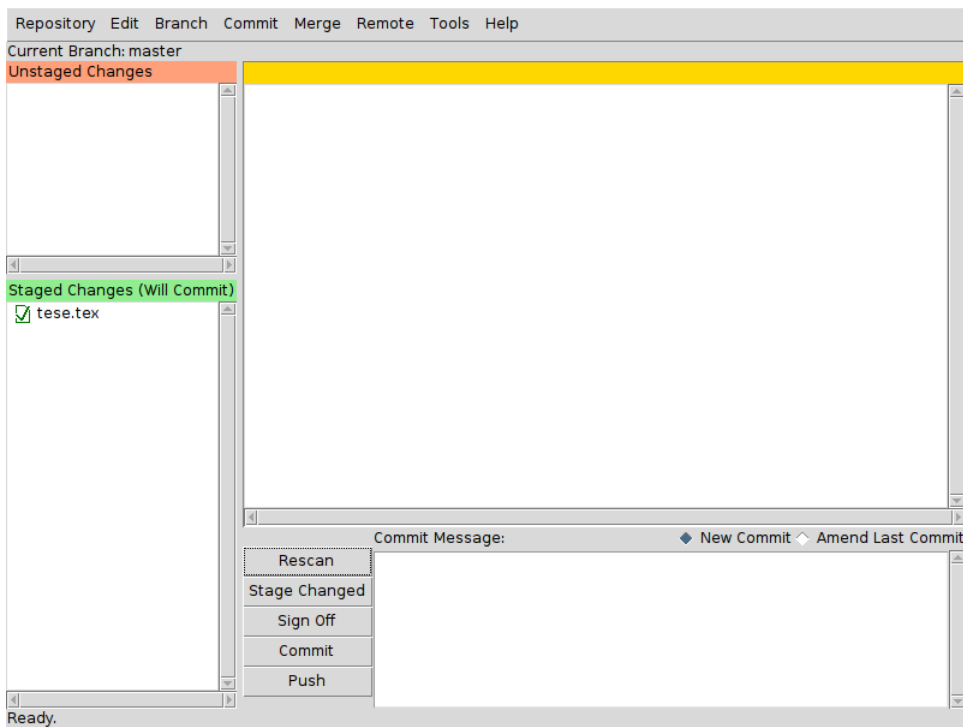 Repository Edit Branch Commit Merge Remote Tools Help
Current Branch: master
Unstaged Changes
Staged Changes (Will Commit)
tese.tex
Commit Message:
New Commit Amend Last Commit
Rescan
Stage Changed
Sign Off
Commit
Push
Ready.